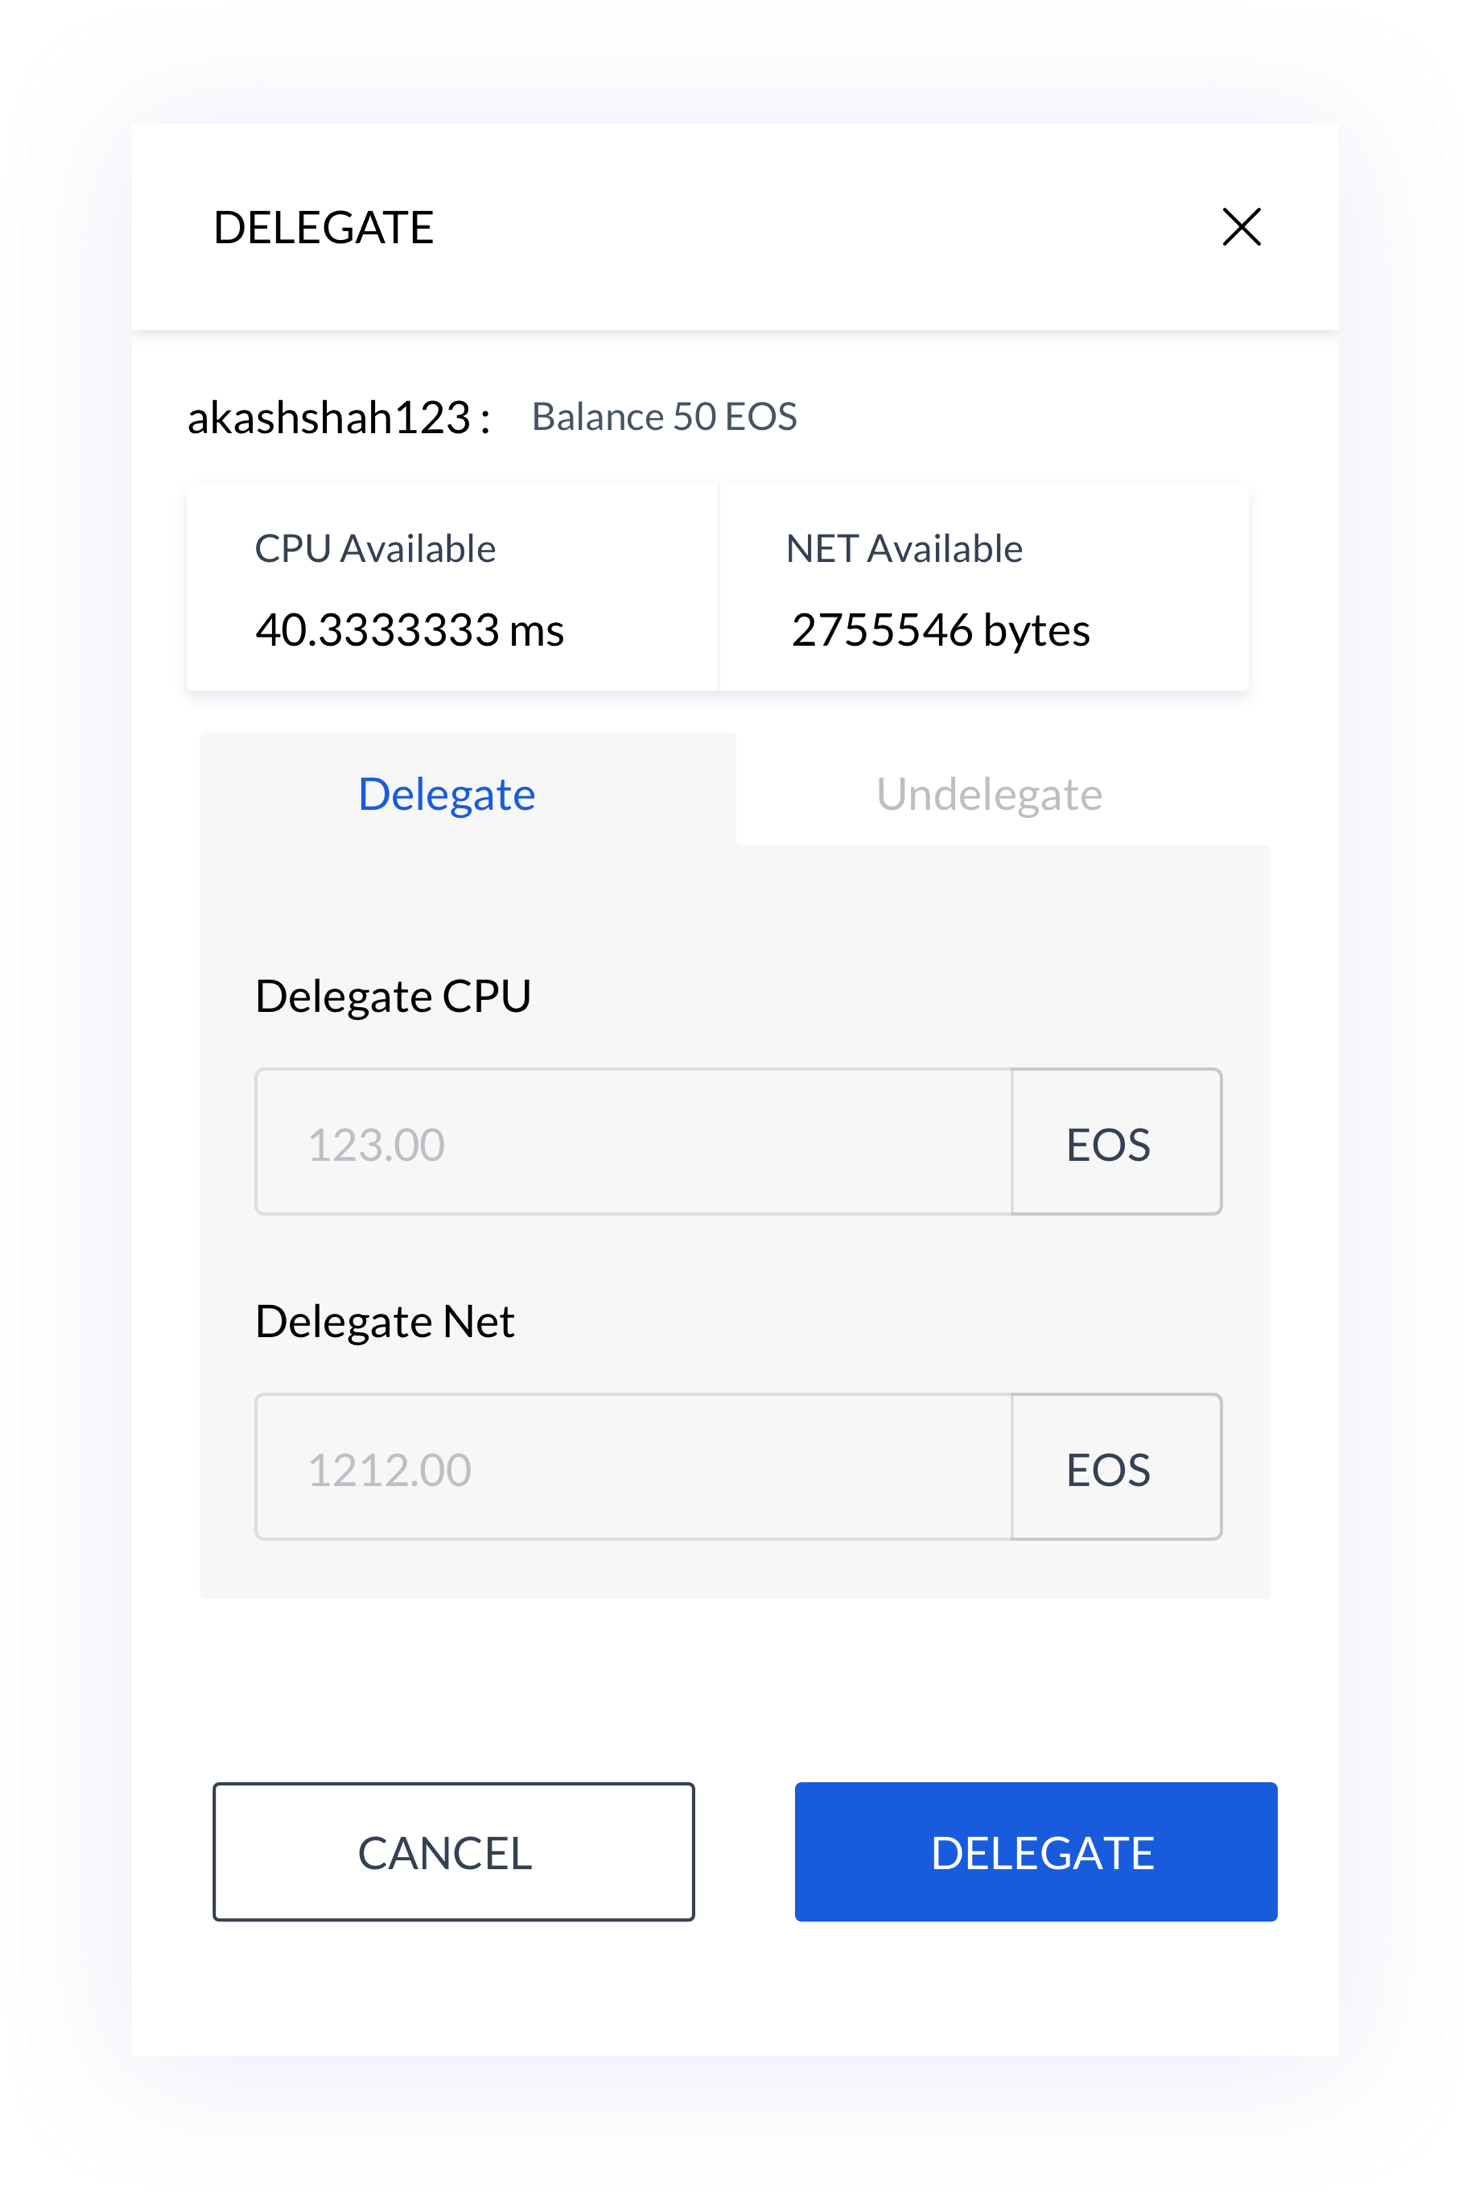 DELEGATE
akashshah123 : Balance 50 EOS
CPU Available NET Available
40.3333333 ms 2755546 bytes
Delegate Undelegate
Delegate CPU
123.00 EOS
Delegate Net
1212.00 EOS
CANCEL DELEGATE